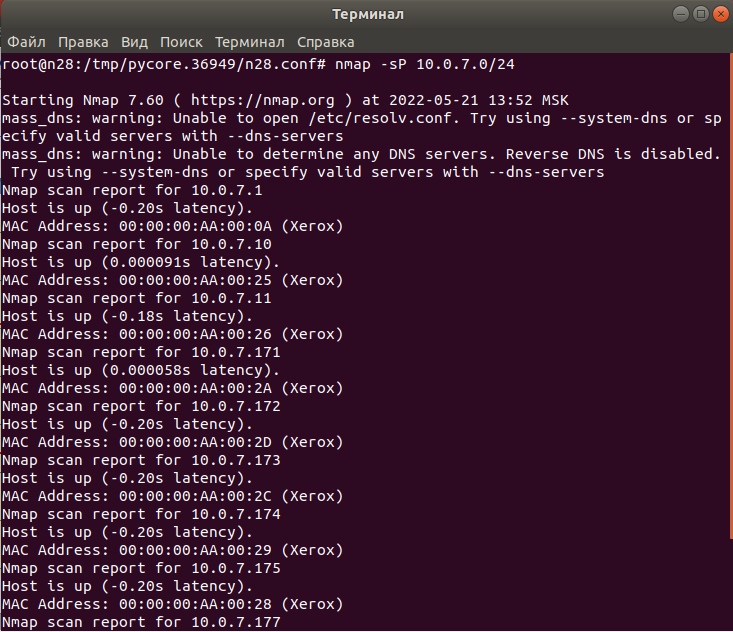 Терминал
Файл Правка Вид Поиск Терминал Справка
root@n28:/tmp/pycore.36949/n28.conf# nmap -sP 10.0.7.0/24
Starting Nmap 7.60 ( https://nmap.org ) at 2022-05-21 13:52 MSK
mass_dns: warning: Unable to open /etc/resolv.conf. Try using --system-dns or sp
ecify valid servers with --dns-servers
mass_dns: warning: Unable to determine any DNS servers. Reverse DNS is disabled.
Try using --system-dns or specify valid servers with --dns-servers
Nmap scan report for 10.0.7.1
Host is up (-0.20s latency).
MAC Address: 00:00:00:AA:00:0A (Xerox)
Nmap scan report for 10.0.7.10
Host is up (0.000091s latency).
MAC Address: 00:00:00:AA:00:25 (Xerox)
Nmap scan report for 10.0.7.11
Host is up (-0.18s latency).
MAC Address: 00:00:00:AA:00:26 (Xerox)
Nmap scan report for 10.0.7.171
Host is up (0.000058s latency).
MAC Address: 00:00:00:AA:00:2A (Xerox)
Nmap scan report for 10.0.7.172
Host is up (-0.20s latency).
MAC Address: 00:00:00:AA:00:2D (Xerox)
Nmap scan report for 10.0.7.173
Host is up (-0.20s latency).
MAC Address: 00:00:00:AA:00:2C (Xerox)
Nmap scan report for 10.0.7.174
Host is up (-0.20s latency).
MAC Address: 00:00:00:AA:00:29 (Xerox)
Nmap scan report for 10.0.7.175
Host is up (-0.20s latency).
MAC Address: 00:00:00:AA:00:28 (Xerox)
Nmap scan report for 10.0.7.177